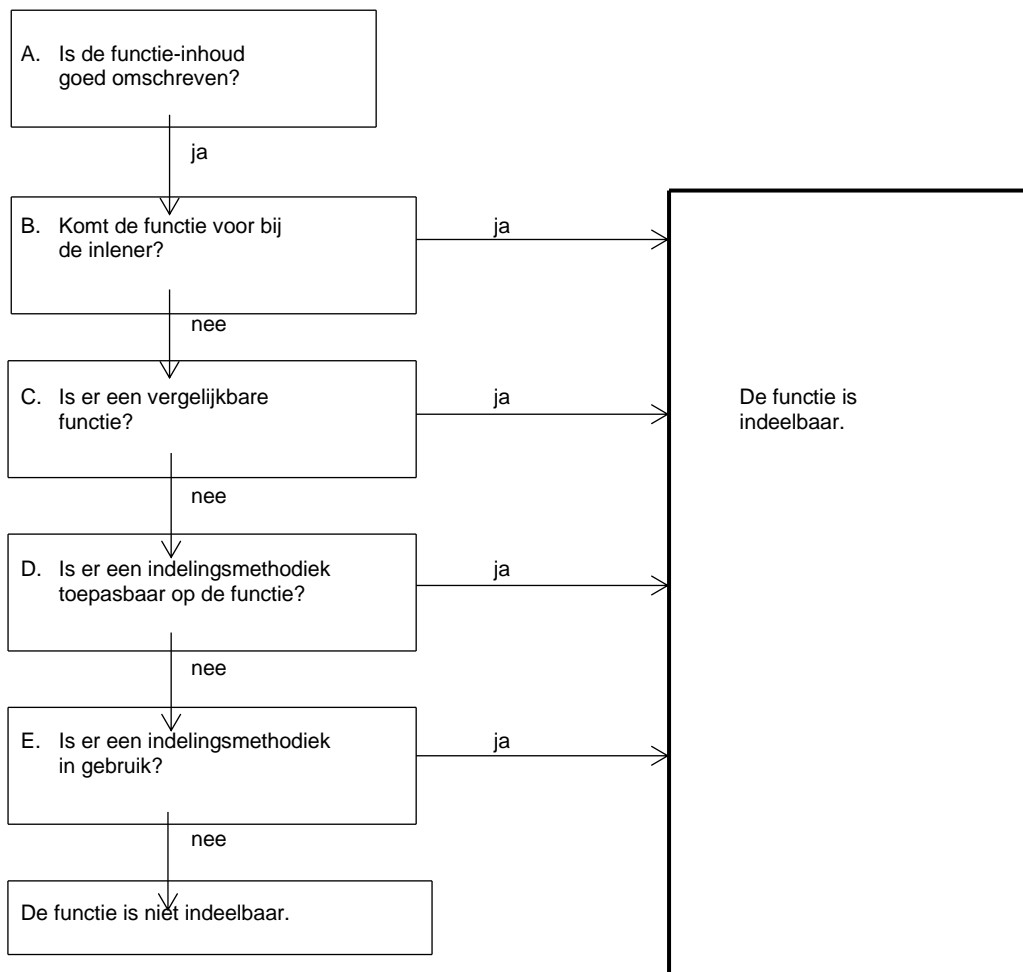 A. Is de functie-inhoud
goed omschreven?
ja
B. Komt de functie voor bij
de inlener?
ja
nee
C. Is er een vergelijkbare
functie?
ja
De functie is
indeelbaar.
nee
D. Is er een indelingsmethodiek
toepasbaar op de functie?
ja
nee
E. Is er een indelingsmethodiek
in gebruik?
ja
nee
De functie is niet indeelbaar.